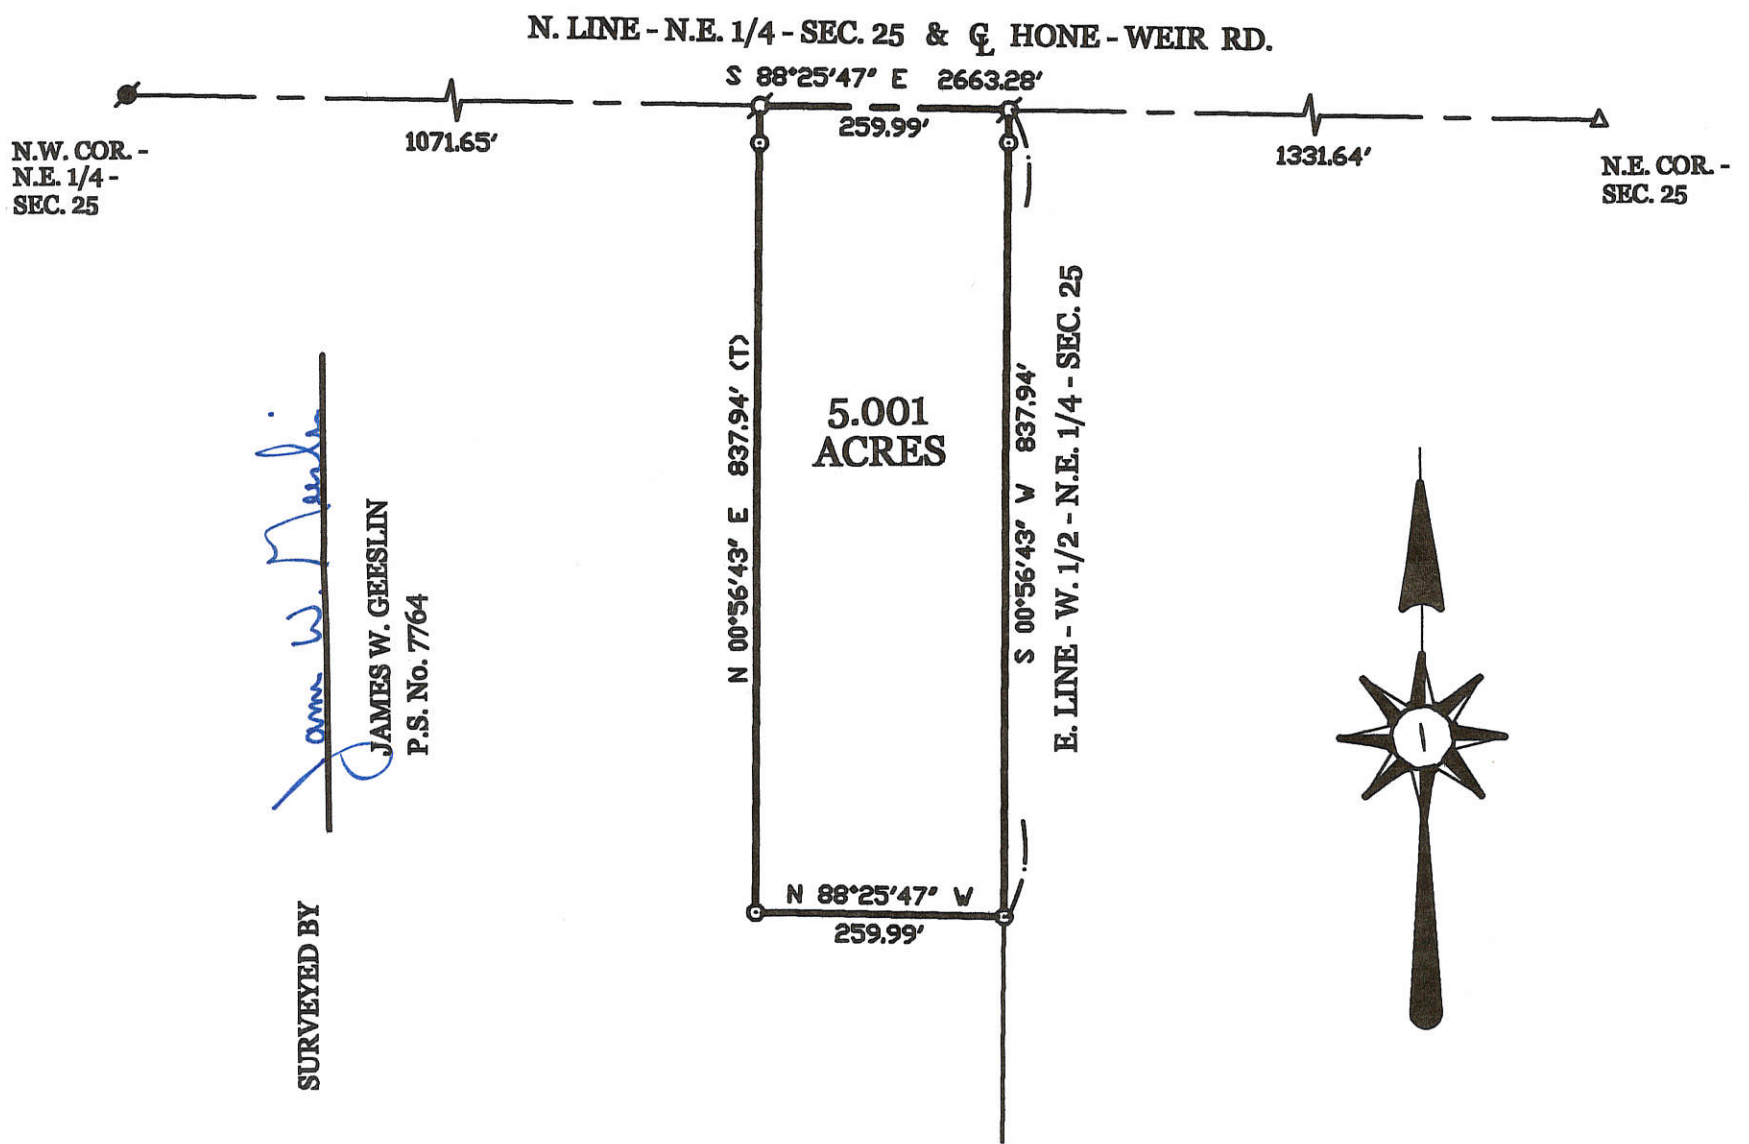 N. LINE - N.E. 1/4 - SEC. 25 & ℄ HONE - WEIR RD.
S 88°25'47" E 2663.28'
1071.65'
259.99'
1331.64'
N.W. COR. -
N.E. 1/4 -
SEC. 25
N.E. COR. -
SEC. 25
N 00°56'43" E 837.94' (T)
5.001
ACRES
S 00°56'43" W 837.94'
E. LINE - W. 1/2 - N.E. 1/4 - SEC. 25
N 88°25'47" W
259.99'
SURVEYED BY
James W. Geeslin
JAMES W. GEESLIN
P.S. No. 7764